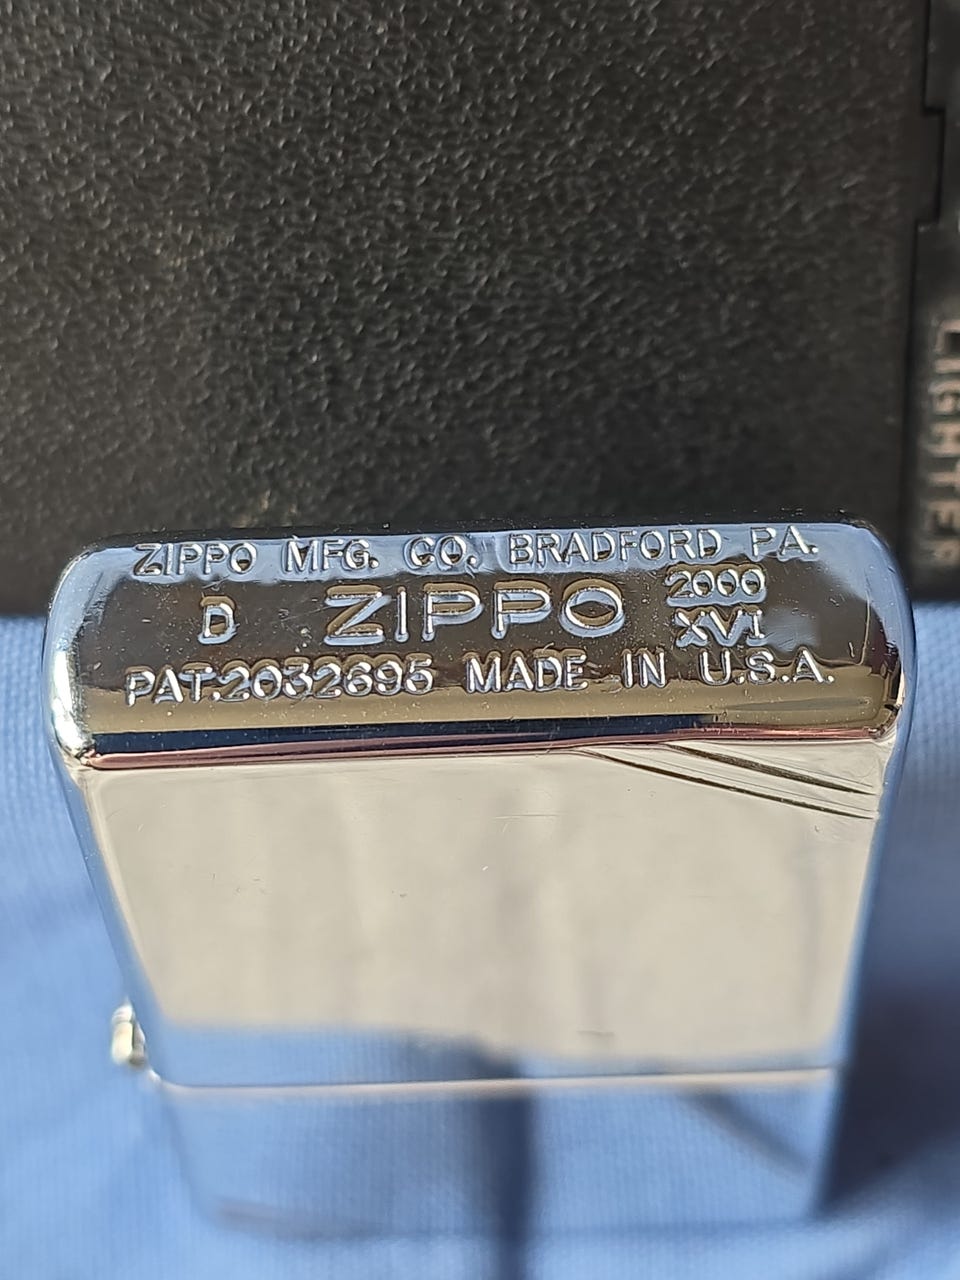 ZIPPO MFG. CO, BRADFORD PA.
D ZIPPO 2000
XVI
PAT.2032695 MADE IN U.S.A.
LIGHTER